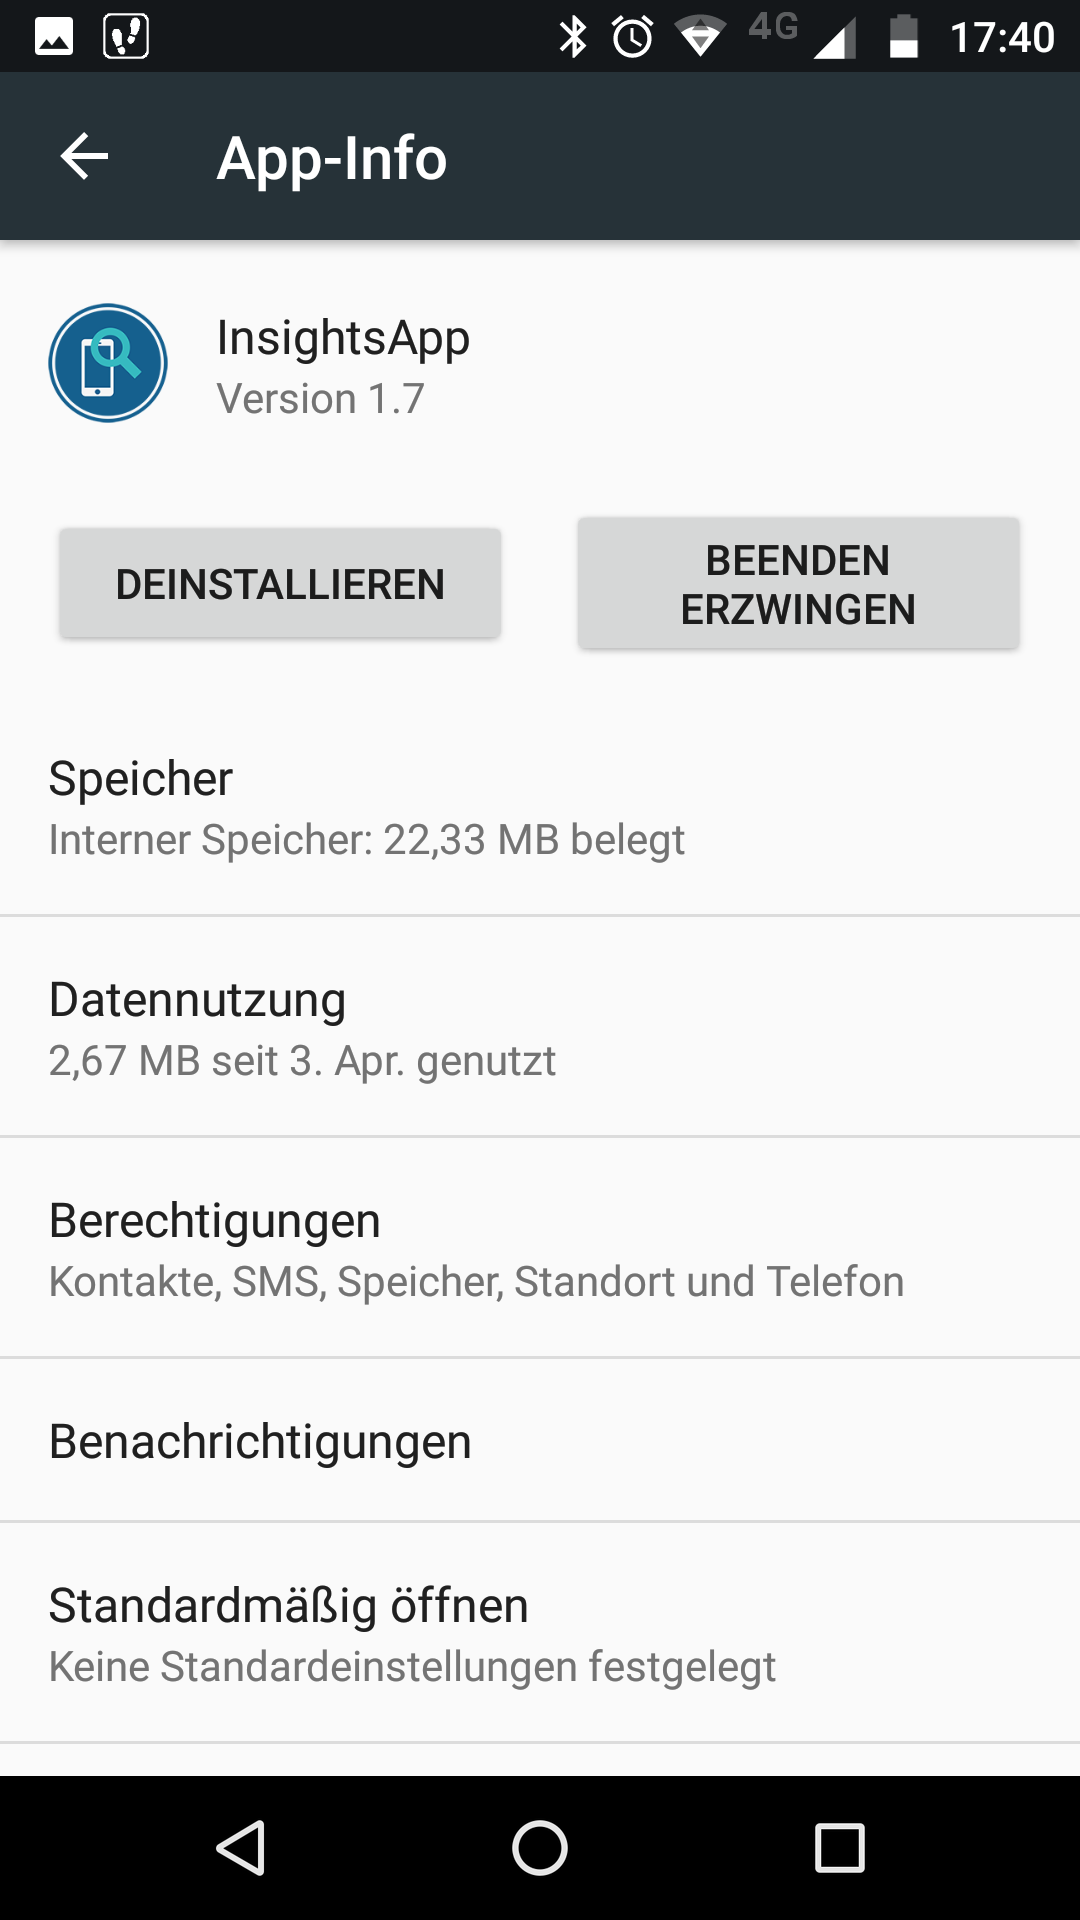 4G 17:40
App-Info
InsightsApp
Version 1.7
DEINSTALLIEREN
BEENDEN
ERZWINGEN
Speicher
Interner Speicher: 22,33 MB belegt
Datennutzung
2,67 MB seit 3. Apr. genutzt
Berechtigungen
Kontakte, SMS, Speicher, Standort und Telefon
Benachrichtigungen
Standardmäßig öffnen
Keine Standardeinstellungen festgelegt